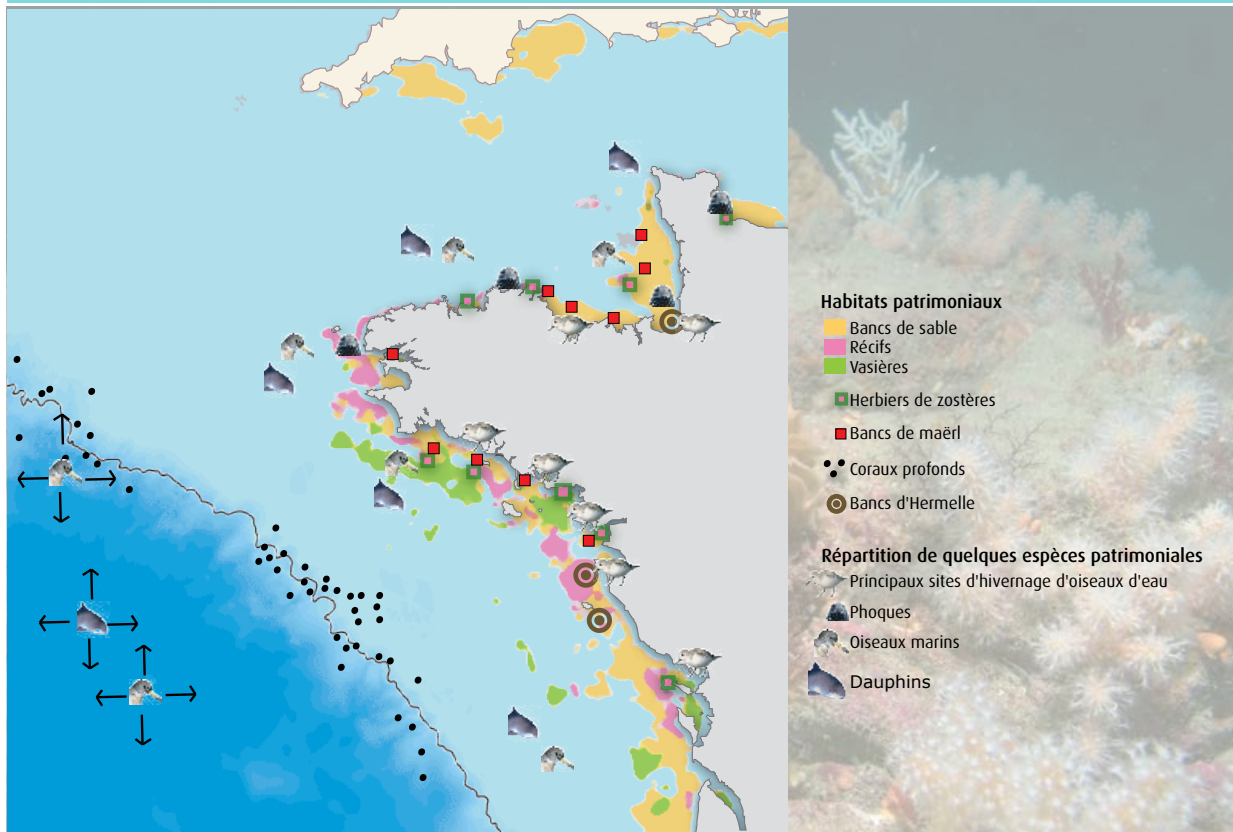 Habitats patrimoniaux
Bancs de sable
Récifs
Vasières
Herbiers de zostères
Bancs de maërl
Coraux profonds
Bancs d'Hermelle
Répartition de quelques espèces patrimoniales
Principaux sites d'hivernage d'oiseaux d'eau
Phoques
Oiseaux marins
Dauphins